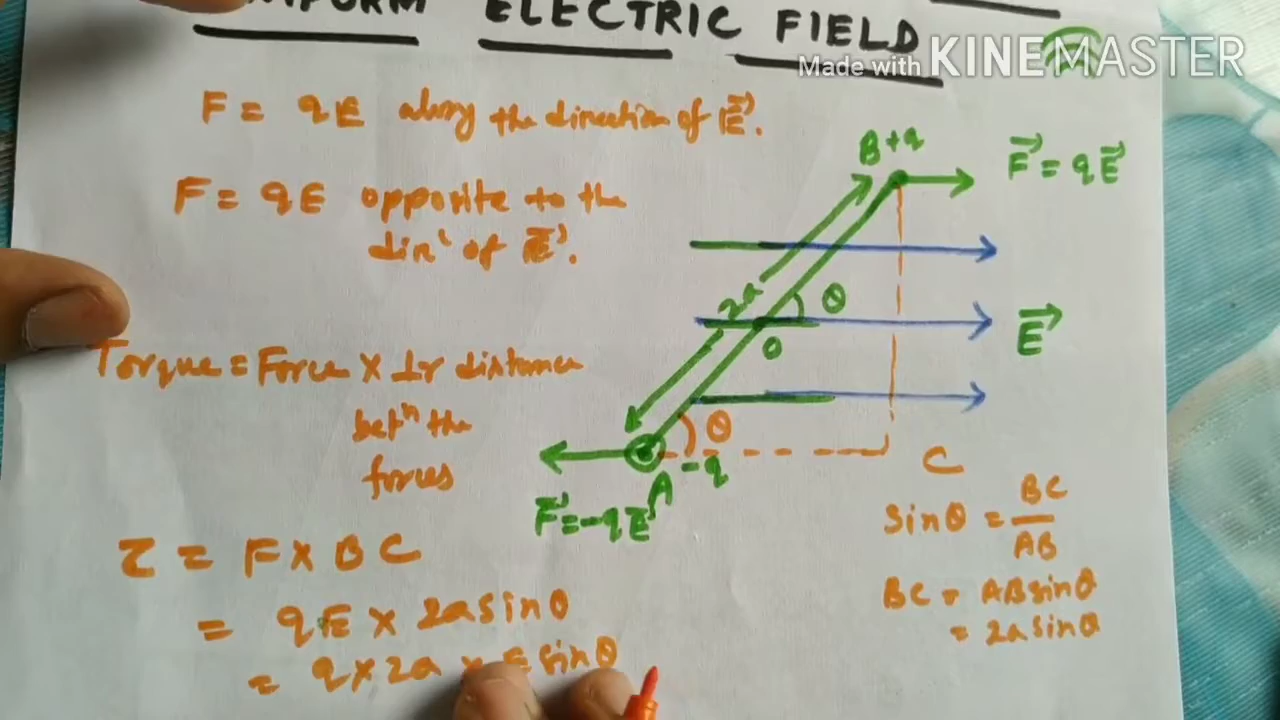 UNIFORM ELECTRIC FIELD
Made with KINEMASTER
F = qE along the direction of E⃗.
F = qE opposite to the
dirⁿ of E⃗.
B +q
F⃗ = qE⃗
2a
θ
O
E⃗
Torque = Force × ⊥r distance
betⁿ the
forces
θ
A -q
C
F⃗ = -qE⃗
τ = F × BC
= qE × 2a sinθ
= q × 2a × E sinθ
sinθ = BC/AB
BC = AB sinθ
= 2a sinθ